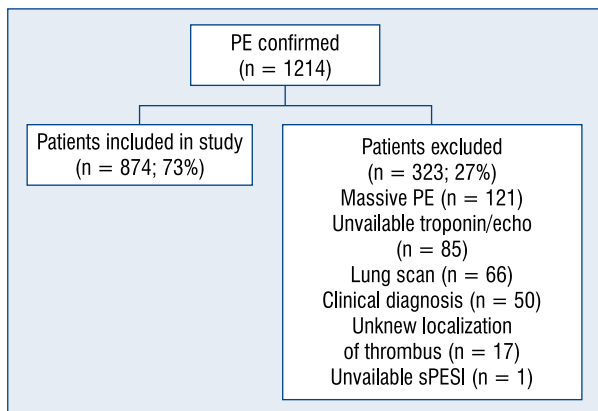 PE confirmed
(n = 1214)
Patients included in study
(n = 874; 73%)
Patients excluded
(n = 323; 27%)
Massive PE (n = 121)
Unvailable troponin/echo
(n = 85)
Lung scan (n = 66)
Clinical diagnosis (n = 50)
Unknew localization
of thrombus (n = 17)
Unvailable sPESI (n = 1)